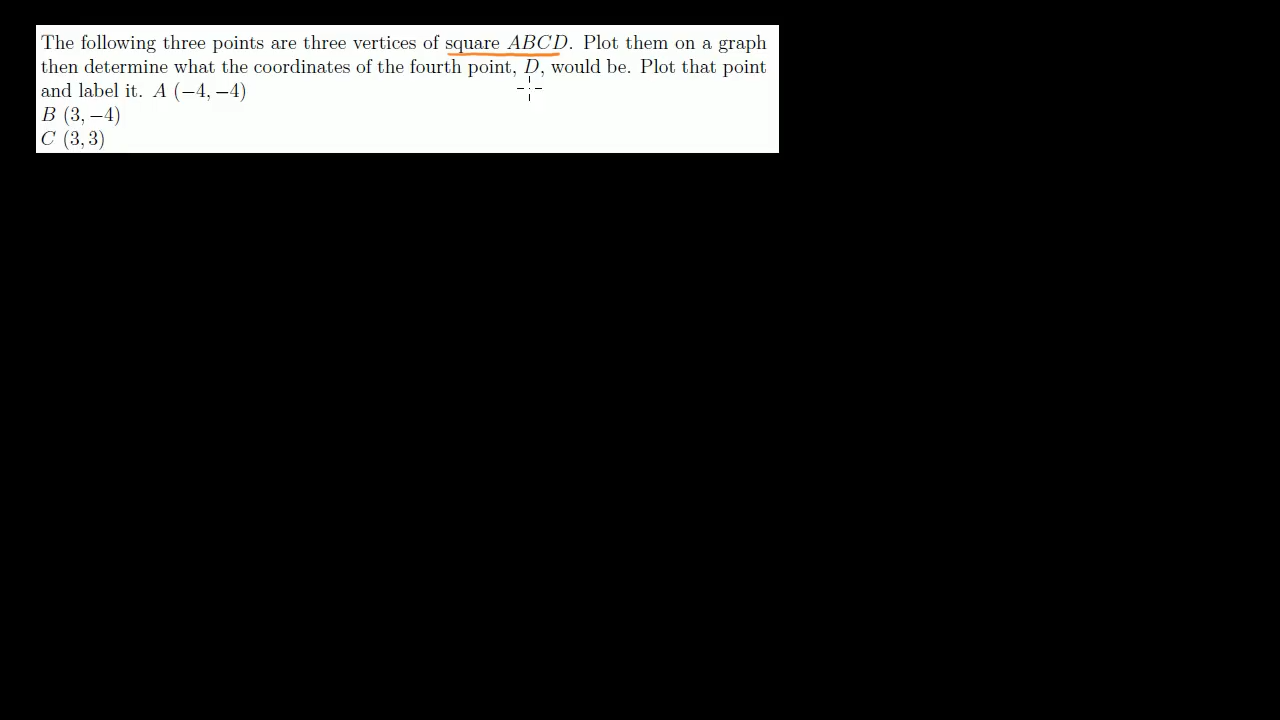 The following three points are three vertices of square ABCD. Plot them on a graph
then determine what the coordinates of the fourth point, D, would be. Plot that point
and label it. A (−4, −4)
B (3, −4)
C (3, 3)